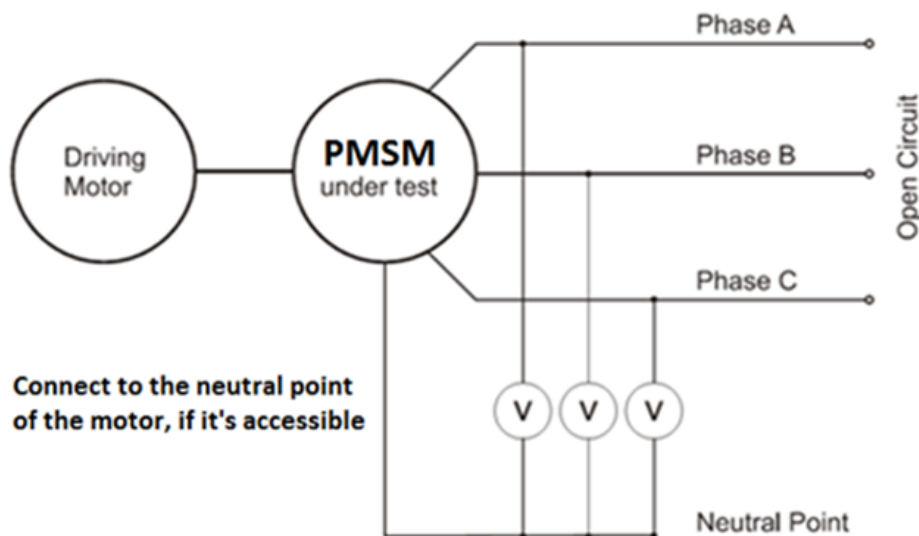 Phase A
Driving
Motor
PMSM
under test
Phase B
Open Circuit
Phase C
Connect to the neutral point
of the motor, if it's accessible
V V V
Neutral Point